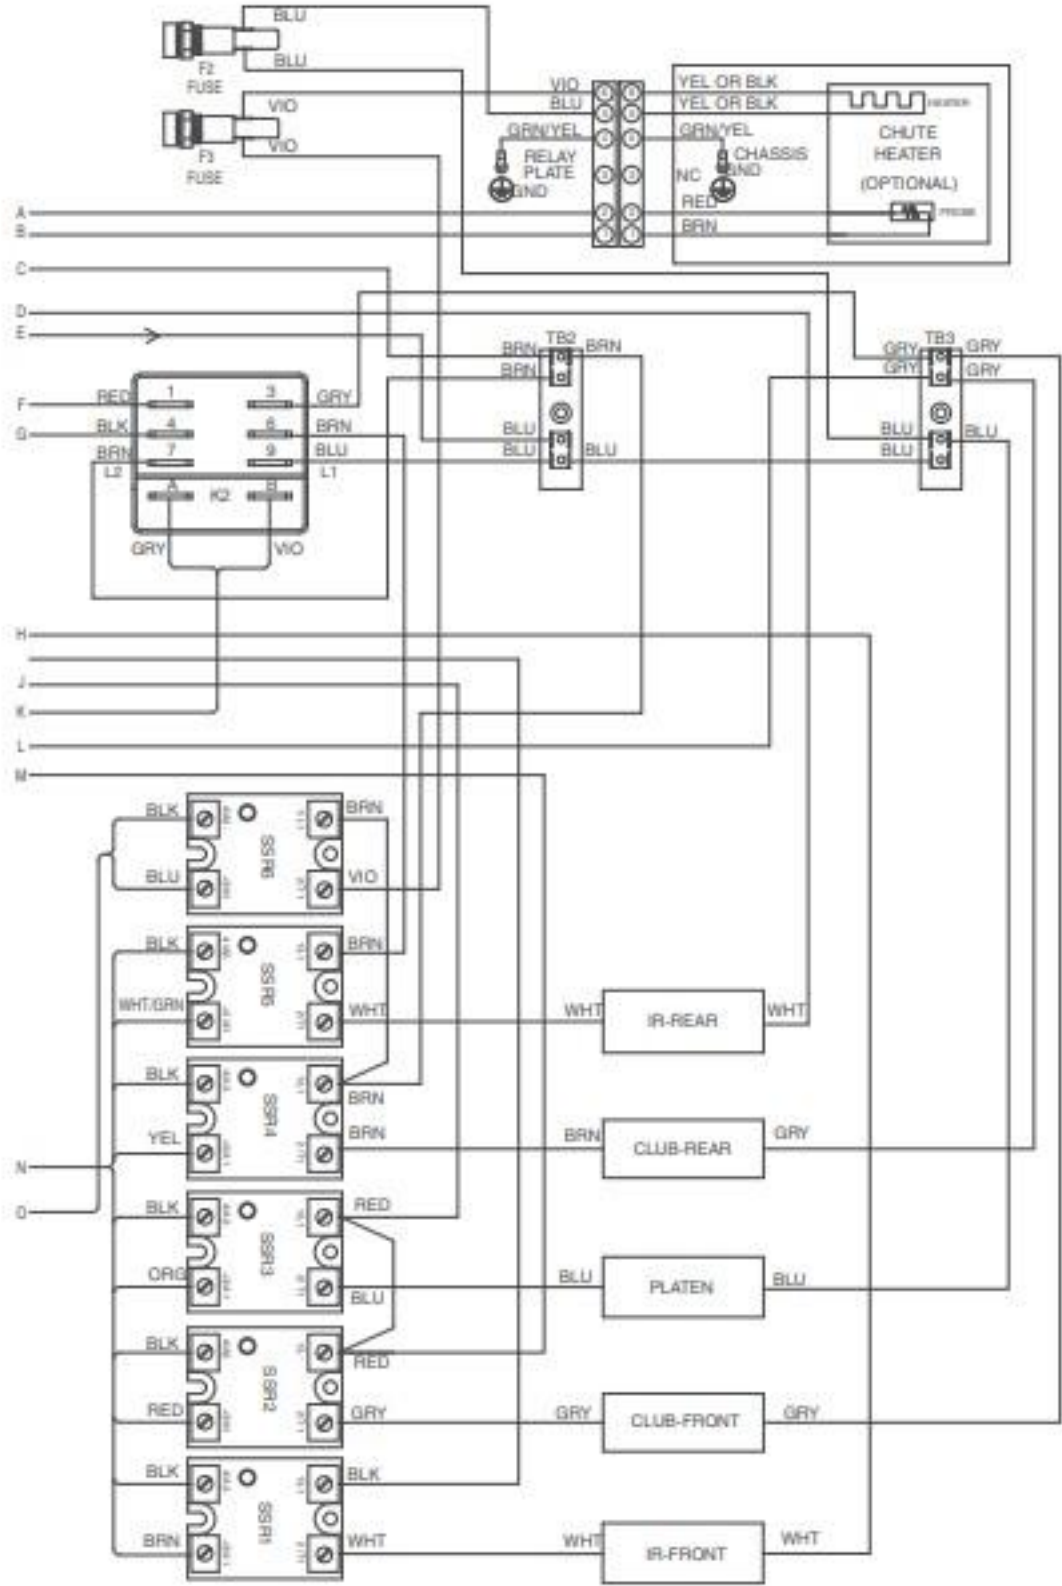 BLU
F2
FUSE
BLU
VIO
F3
FUSE
VIO
VIO
BLU
GRN/YEL
RELAY
PLATE
GND
YEL OR BLK
YEL OR BLK
GRN/YEL
CHASSIS
GND
NC
RED
BRN
HEATER
CHUTE
HEATER
(OPTIONAL)
PROBE
A
B
C
D
E
TB2
BRN
BRN
BRN
BLU
BLU
BLU
TB3
GRY
GRY
GRY
GRY
BLU
BLU
BLU
F
G
RED
BLK
BRN
L2
1
4
7
3
6
9
GRY
BRN
BLU
L1
A
K2
B
GRY
VIO
H
J
K
L
M
BLK
BLU
SSR6
BRN
VIO
BLK
WHT/GRN
SSR5
BRN
WHT
WHT
IR-REAR
WHT
BLK
YEL
SSR4
BRN
BRN
BRN
CLUB-REAR
GRY
N
O
BLK
ORG
SSR3
RED
BLU
BLU
PLATEN
BLU
BLK
RED
SSR2
RED
GRY
GRY
CLUB-FRONT
GRY
BLK
BRN
SSR1
BLK
WHT
WHT
IR-FRONT
WHT